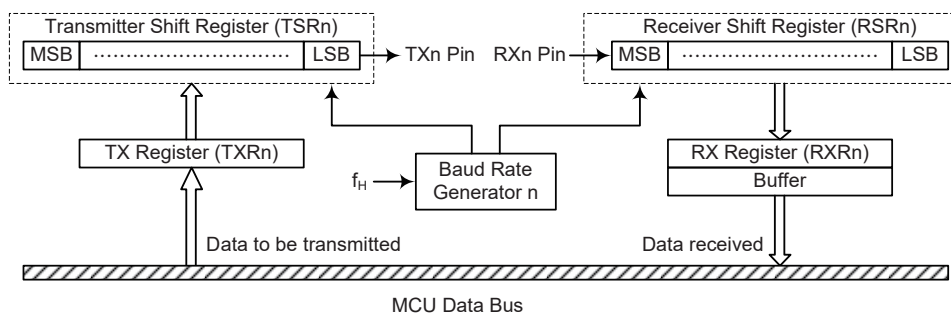 Transmitter Shift Register (TSRn)
MSB ………………………… LSB
TXn Pin
RXn Pin
Receiver Shift Register (RSRn)
MSB ………………………… LSB
TX Register (TXRn)
Baud Rate
Generator n
f_H
RX Register (RXRn)
Buffer
Data to be transmitted
Data received
MCU Data Bus